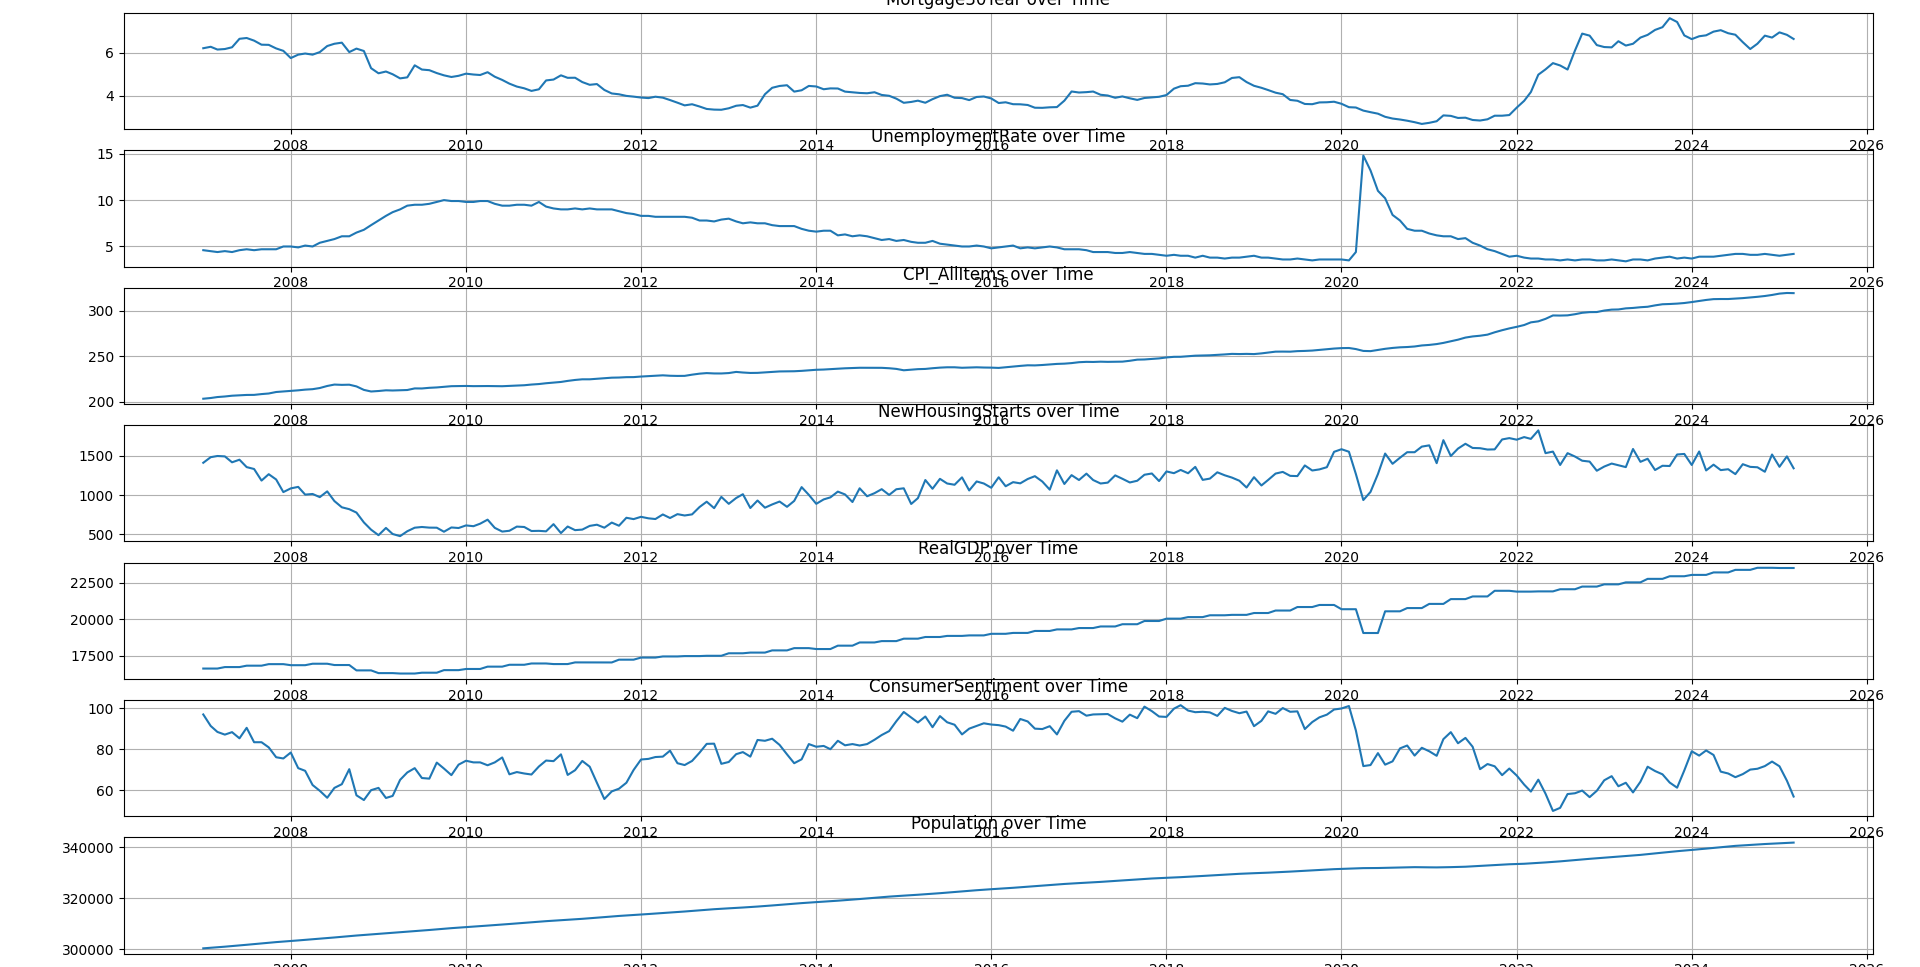 Mortgage30Year over Time
6
4
2008 2010 2012 2014 2016 2018 2020 2022 2024 2026
UnemploymentRate over Time
15
10
5
2008 2010 2012 2014 2016 2018 2020 2022 2024 2026
CPI_AllItems over Time
300
250
200
2008 2010 2012 2014 2016 2018 2020 2022 2024 2026
NewHousingStarts over Time
1500
1000
500
2008 2010 2012 2014 2016 2018 2020 2022 2024 2026
RealGDP over Time
22500
20000
17500
2008 2010 2012 2014 2016 2018 2020 2022 2024 2026
ConsumerSentiment over Time
100
80
60
2008 2010 2012 2014 2016 2018 2020 2022 2024 2026
Population over Time
340000
320000
300000
2008 2010 2012 2014 2016 2018 2020 2022 2024 2026